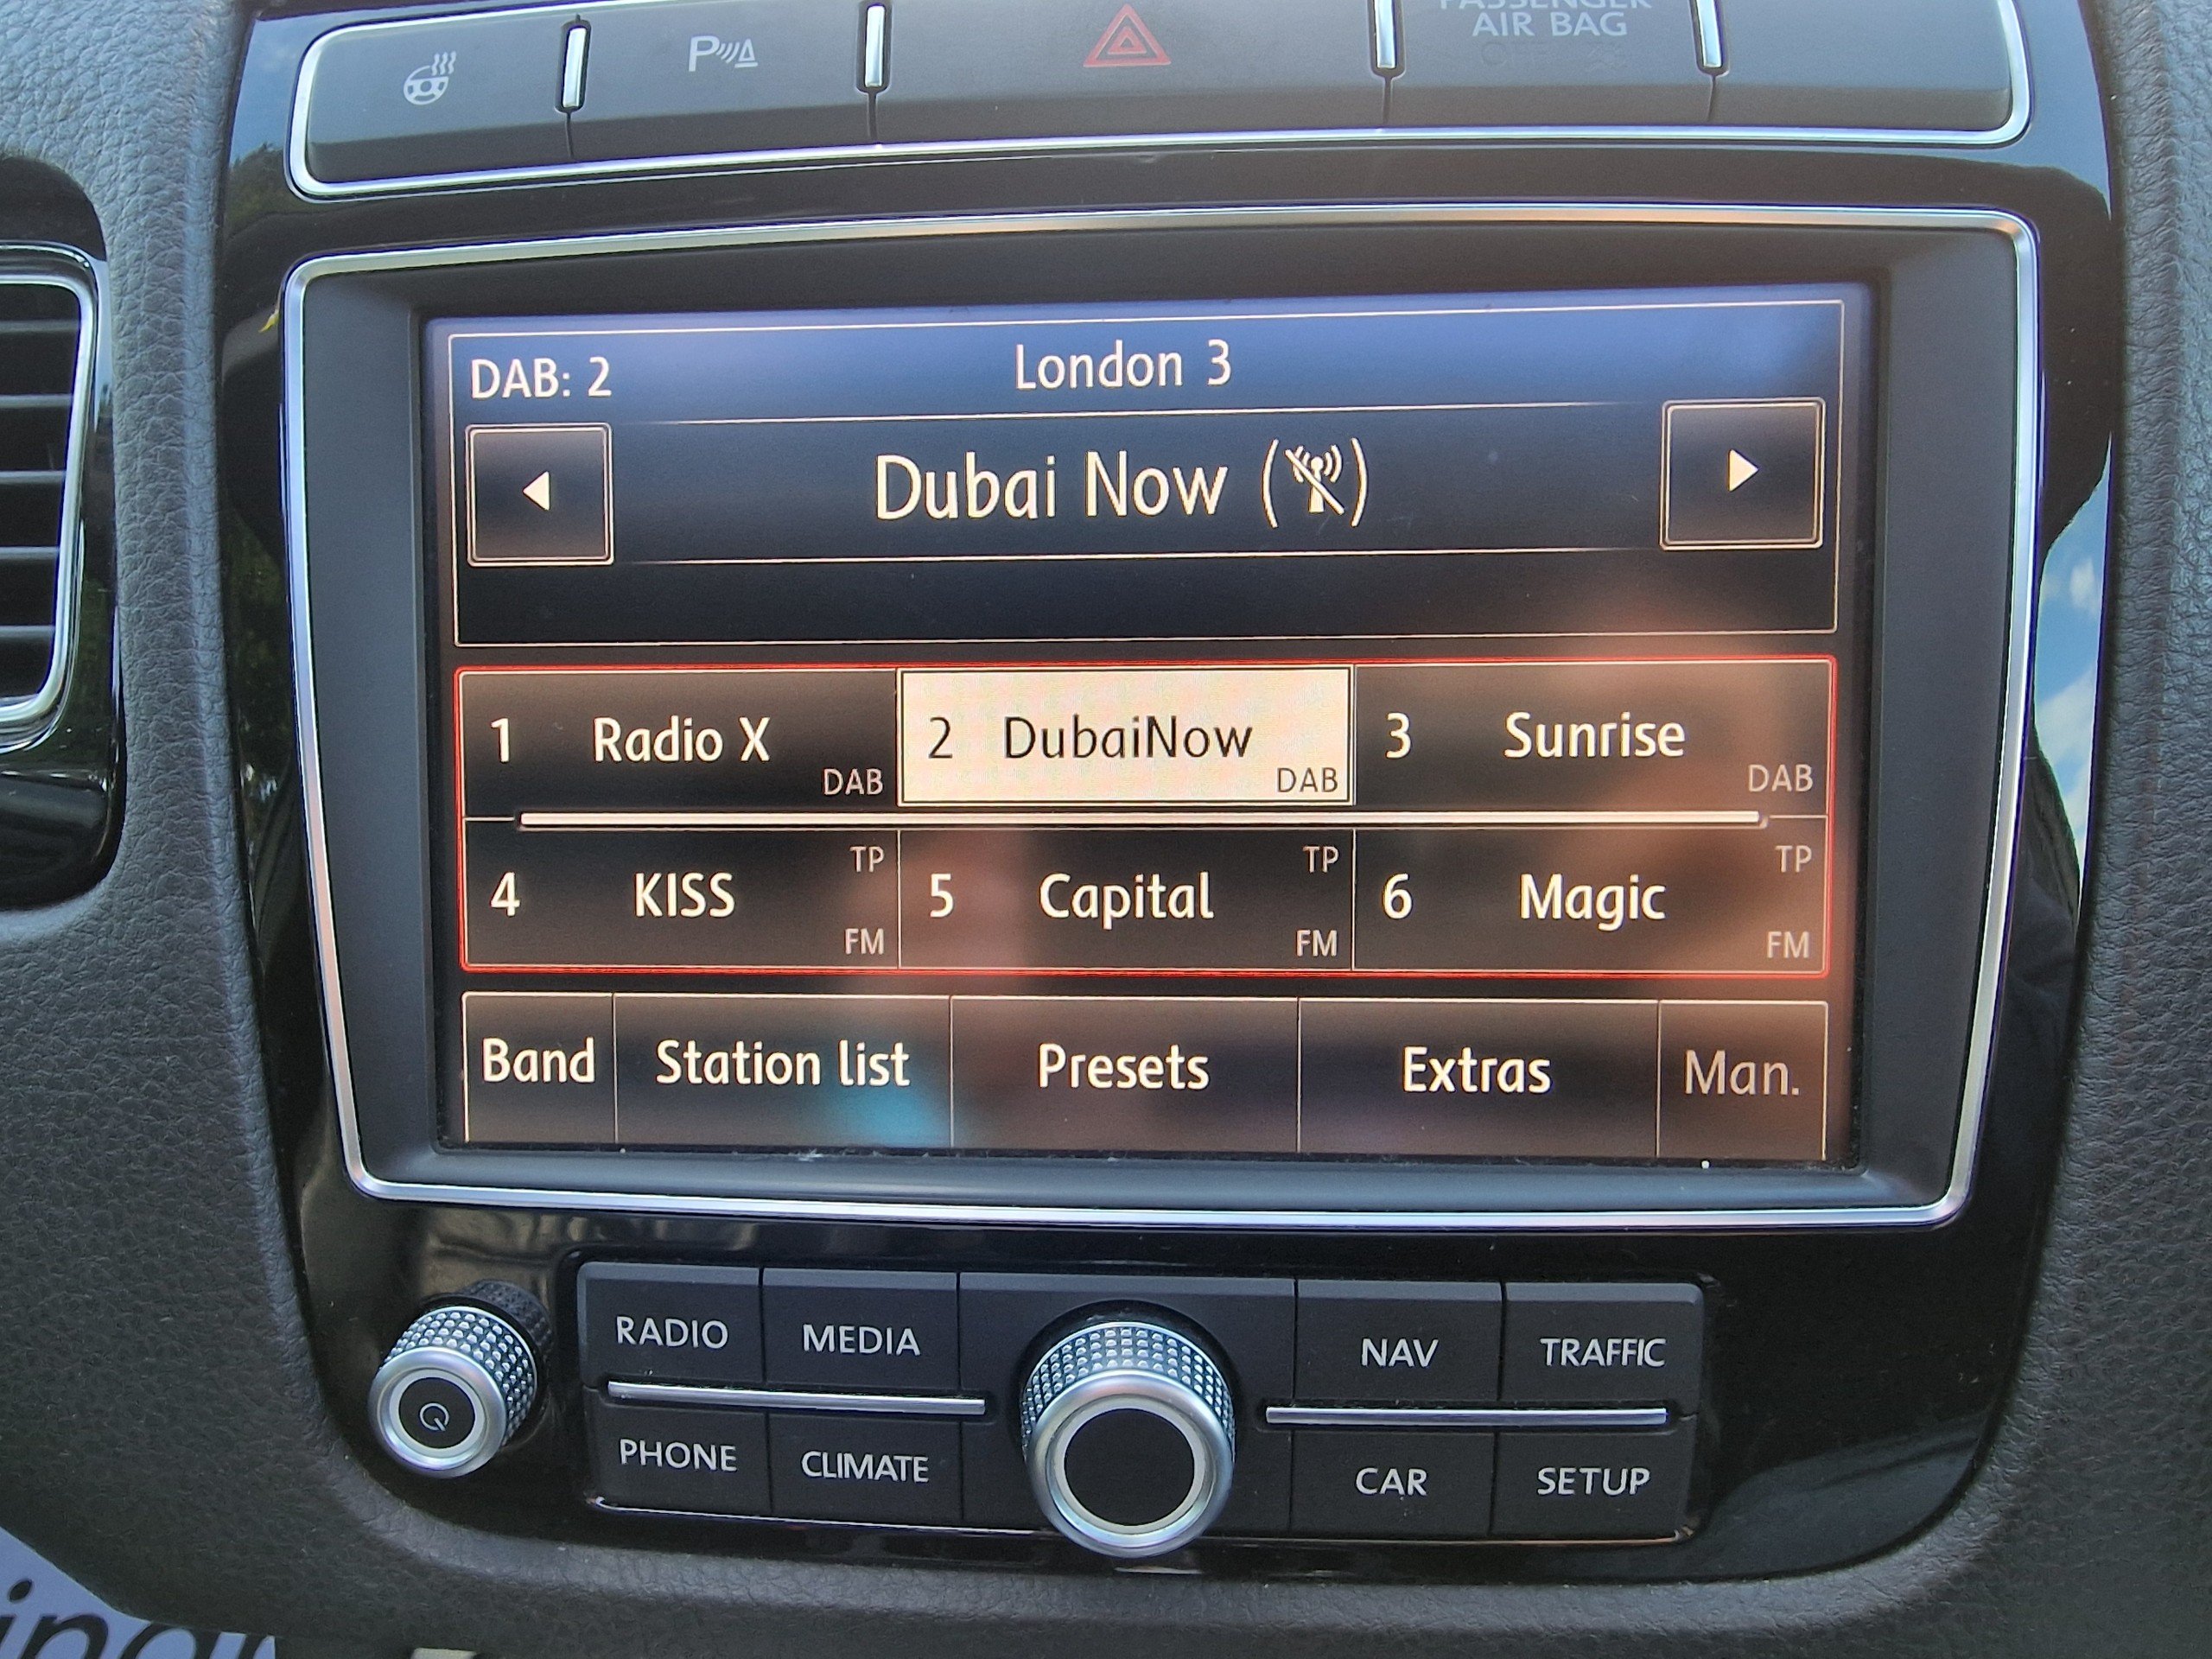 PASSENGER
AIR BAG
DAB: 2
London 3
Dubai Now
1 Radio X DAB
2 DubaiNow DAB
3 Sunrise DAB
4 KISS TP FM
5 Capital TP FM
6 Magic TP FM
Band Station list Presets Extras Man.
RADIO MEDIA NAV TRAFFIC
PHONE CLIMATE CAR SETUP